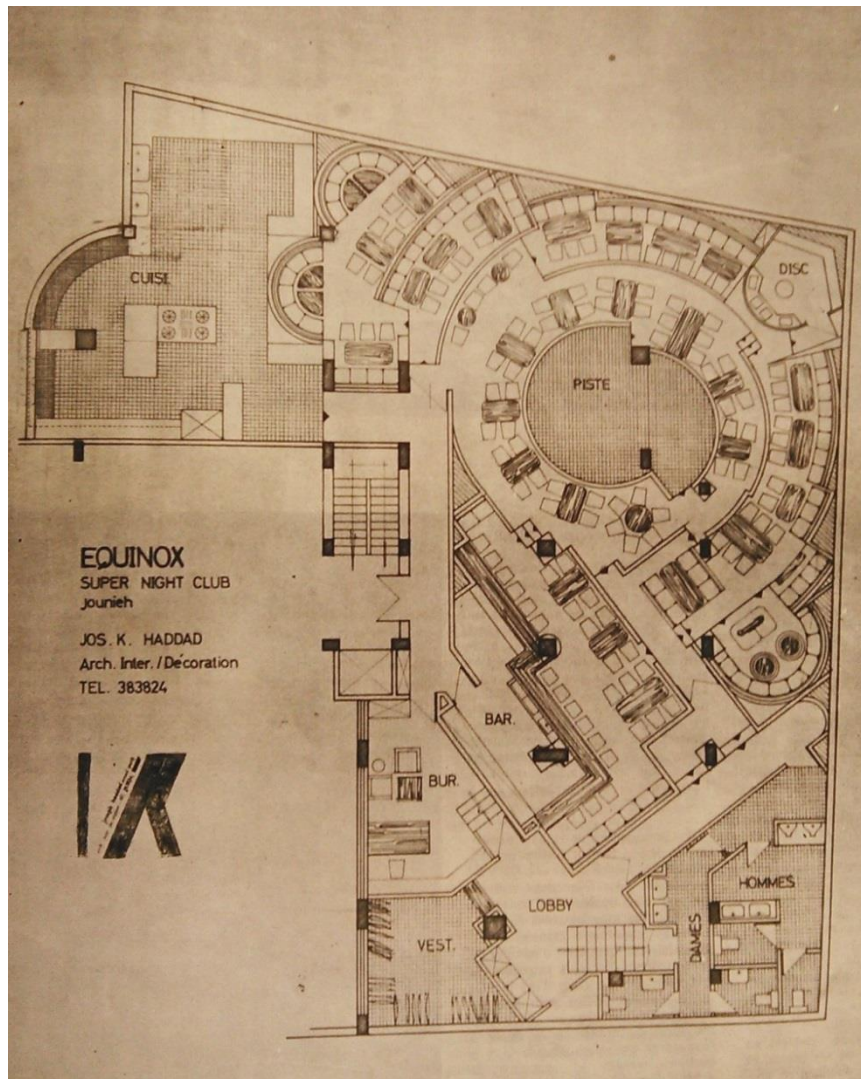 CUISI
DISC
PISTE
EQUINOX
SUPER NIGHT CLUB
jounieh
JOS. K. HADDAD
Arch. Inter. / Décoration
TEL. 383824
BAR.
BUR.
LOBBY
HOMMES
DAMES
VEST.